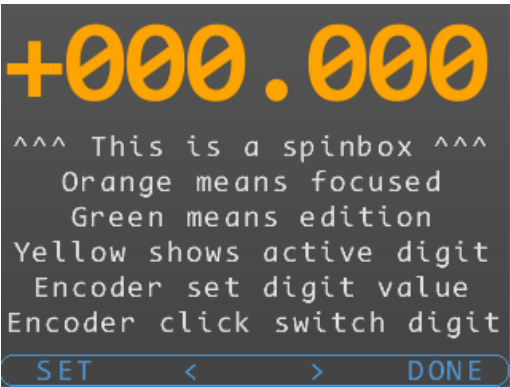 +000.000
^^^ This is a spinbox ^^^
Orange means focused
Green means edition
Yellow shows active digit
Encoder set digit value
Encoder click switch digit
SET < > DONE